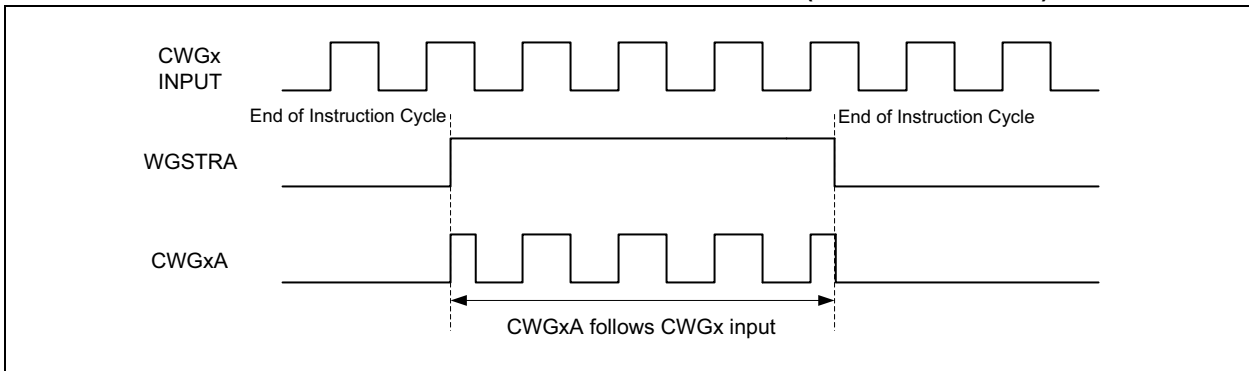 CWGx
INPUT
End of Instruction Cycle
End of Instruction Cycle
WGSTRA
CWGxA
CWGxA follows CWGx input